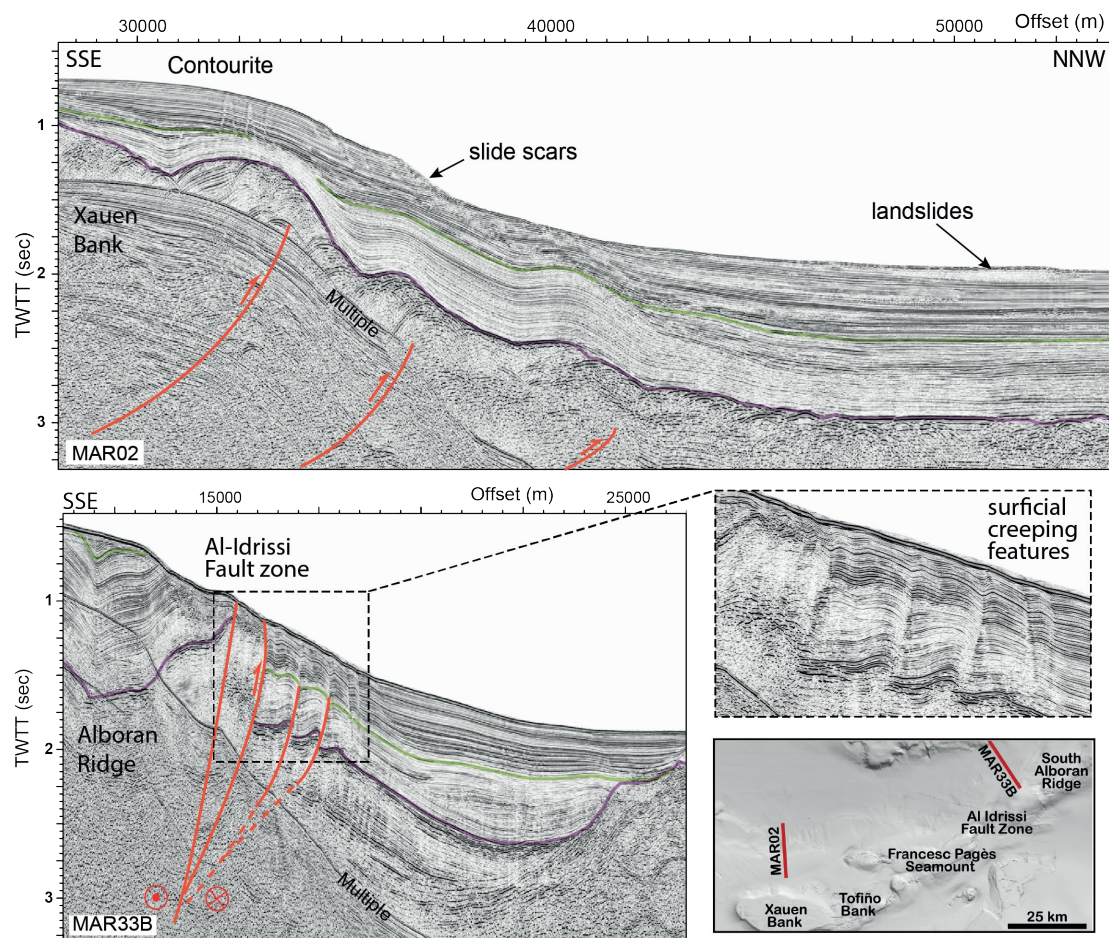 30000 40000 50000 Offset (m)
SSE NNW
Contourite
1
slide scars
landslides
Xauen
Bank
2
TWTT (sec)
Multiple
3
MAR02
SSE 15000 Offset (m) 25000
Al-Idrissi
Fault zone
surficial
creeping
features
1
TWTT (sec)
Alboran
Ridge
2
Multiple
3
MAR33B
MAR33B
South
Alboran
Ridge
Al Idrissi
Fault Zone
MAR02
Francesc Pagès
Seamount
Tofiño
Bank
Xauen
Bank
25 km